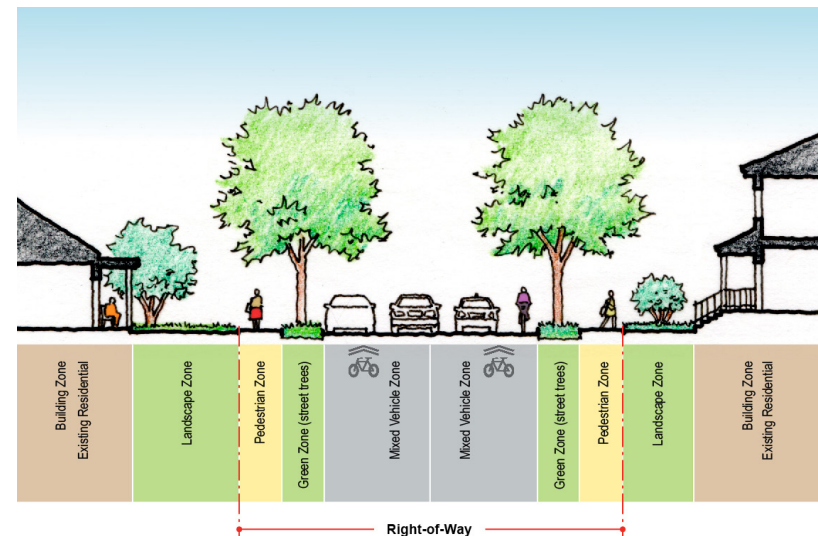 Building Zone
Existing Residential
Landscape Zone
Pedestrian Zone
Green Zone (street trees)
Mixed Vehicle Zone
Mixed Vehicle Zone
Green Zone (street trees)
Pedestrian Zone
Landscape Zone
Building Zone
Existing Residential
Right-of-Way